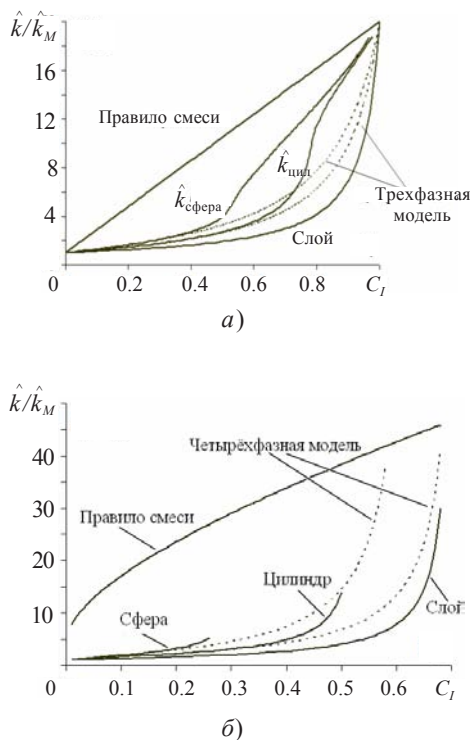 k̂/k̂_M
16
12
8
4
0
Правило смеси
k̂_сфера
k̂_цил
Трехфазная
модель
Слой
0.2
0.4
0.6
0.8
C_I
а)
k̂/k̂_M
40
30
20
10
0
Четырёхфазная модель
Правило смеси
Цилиндр
Сфера
Слой
0.1
0.2
0.3
0.4
0.5
0.6
C_I
б)